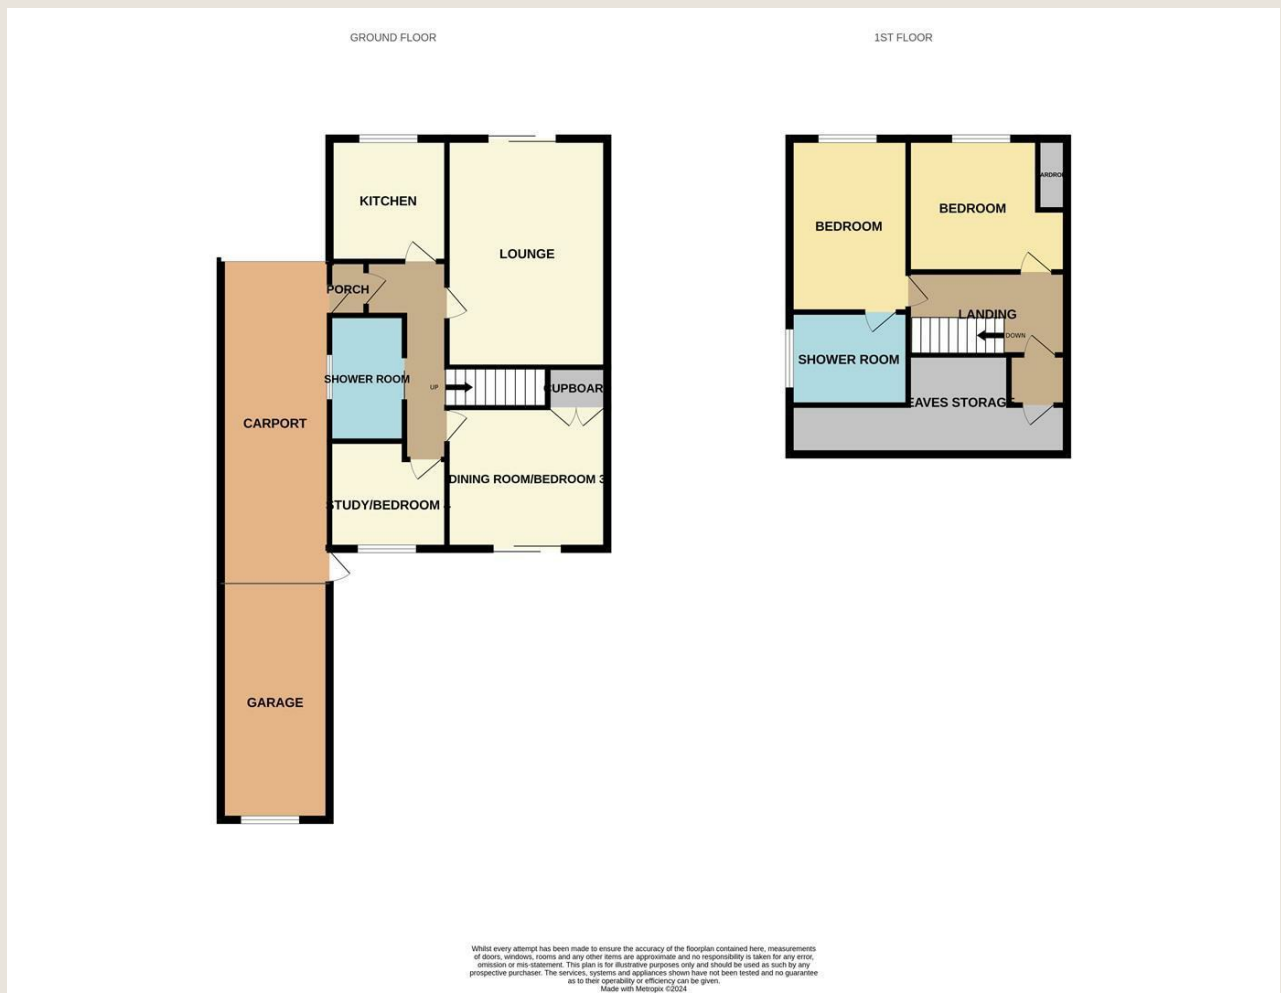 GROUND FLOOR
1ST FLOOR
KITCHEN
LOUNGE
PORCH
SHOWER ROOM
UP
CUPBOAR
CARPORT
STUDY/BEDROOM
DINING ROOM/BEDROOM 3
GARAGE
BEDROOM
BEDROOM
ARDRO
LANDING
DOWN
SHOWER ROOM
EAVES STORAGE
Whilst every attempt has been made to ensure the accuracy of the floorplan contained here, measurements
of doors, windows, rooms and any other items are approximate and no responsibility is taken for any error,
omission or mis-statement. This plan is for illustrative purposes only and should be used as such by any
prospective purchaser. The services, systems and appliances shown have not been tested and no guarantee
as to their operability or efficiency can be given.
Made with Metropix ©2024